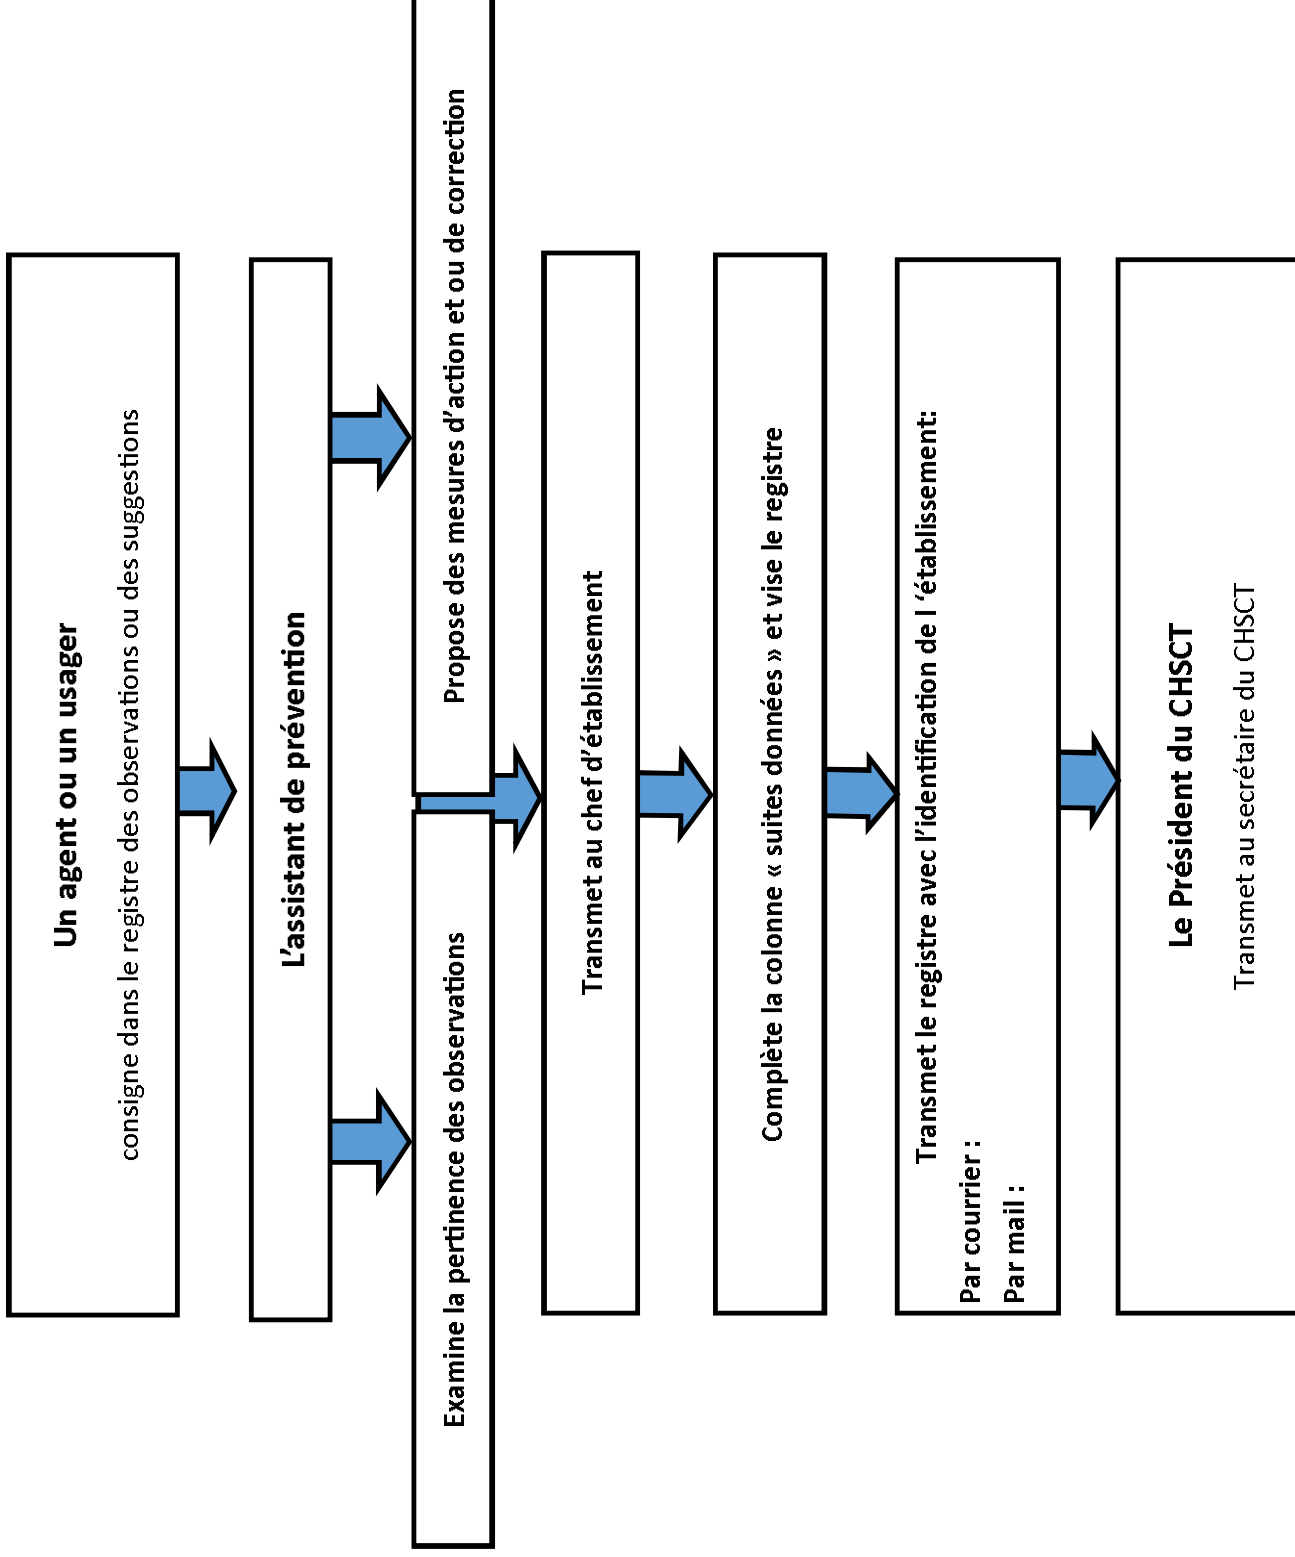 Un agent ou un usager
consigne dans le registre des observations ou des suggestions
L'assistant de prévention
Examine la pertinence des observations
Propose des mesures d'action et ou de correction
Transmet au chef d'établissement
Complète la colonne « suites données » et vise le registre
Transmet le registre avec l'identification de l 'établissement:
Par courrier :
Par mail :
Le Président du CHSCT
Transmet au secrétaire du CHSCT